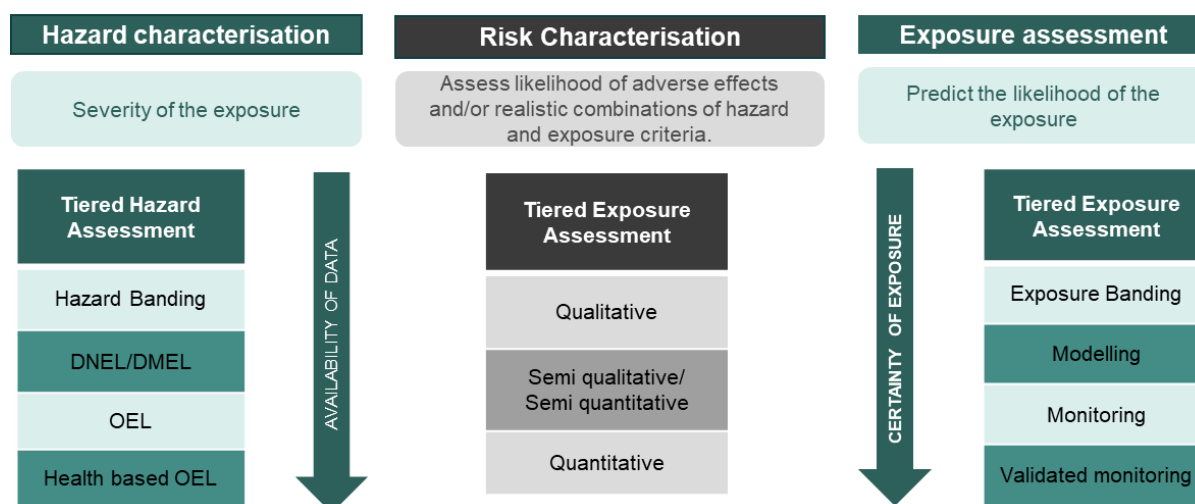 Hazard characterisation
Severity of the exposure
Tiered Hazard
Assessment
Hazard Banding
DNEL/DMEL
OEL
Health based OEL
AVAILABILITY OF DATA
Risk Characterisation
Assess likelihood of adverse effects
and/or realistic combinations of hazard
and exposure criteria.
Tiered Exposure
Assessment
Qualitative
Semi qualitative/
Semi quantitative
Quantitative
Exposure assessment
Predict the likelihood of the
exposure
CERTAINTY OF EXPOSURE
Tiered Exposure
Assessment
Exposure Banding
Modelling
Monitoring
Validated monitoring